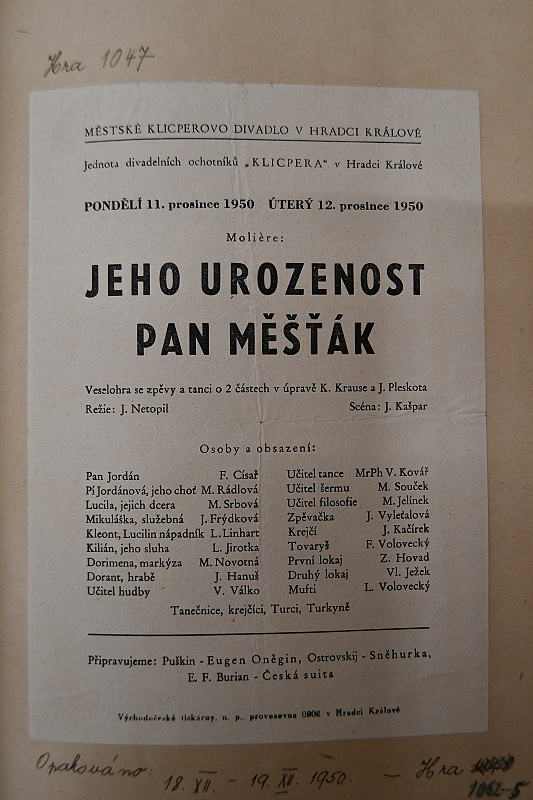 Hra 1047
MĚSTSKÉ KLICPEROVO DIVADLO V HRADCI KRÁLOVÉ
Jednota divadelních ochotníků „KLICPERA" v Hradci Králové
PONDĚLÍ 11. prosince 1950 ÚTERÝ 12. prosince 1950
Molière:
JEHO UROZENOST
PAN MĚŠŤÁK
Veselohra se zpěvy a tanci o 2 částech v úpravě K. Krause a J. Pleskota
Režie: J. Netopil Scéna: J. Kašpar
Osoby a obsazení:
Pan Jordán F. Císař Učitel tance MrPh V. Kovář
Pí Jordánová, jeho choť M. Rádlová Učitel šermu M. Souček
Lucila, jejich dcera M. Srbová Učitel filosofie M. Jelínek
Mikuláška, služebná J. Frýdková Zpěvačka J. Vyleťalová
Kleont, Lucilin nápadník L. Linhart Krejčí J. Kačírek
Kilián, jeho sluha L. Jirotka Tovaryš F. Volovecký
Dorimena, markýza M. Novotná První lokaj Z. Hovad
Dorant, hrabě J. Hanuš Druhý lokaj Vl. Ježek
Učitel hudby V. Válko Mufti L. Volovecký
Tanečnice, krejčíci, Turci, Turkyně
Připravujeme: Puškin - Eugen Oněgin, Ostrovskij - Sněhurka,
E. F. Burian - Česká suita
Východočeské tiskárny, n. p., provozovna 0202 v Hradci Králové
Opakováno: 18. XII. - 19. XII. 1950. - Hra
1062-5